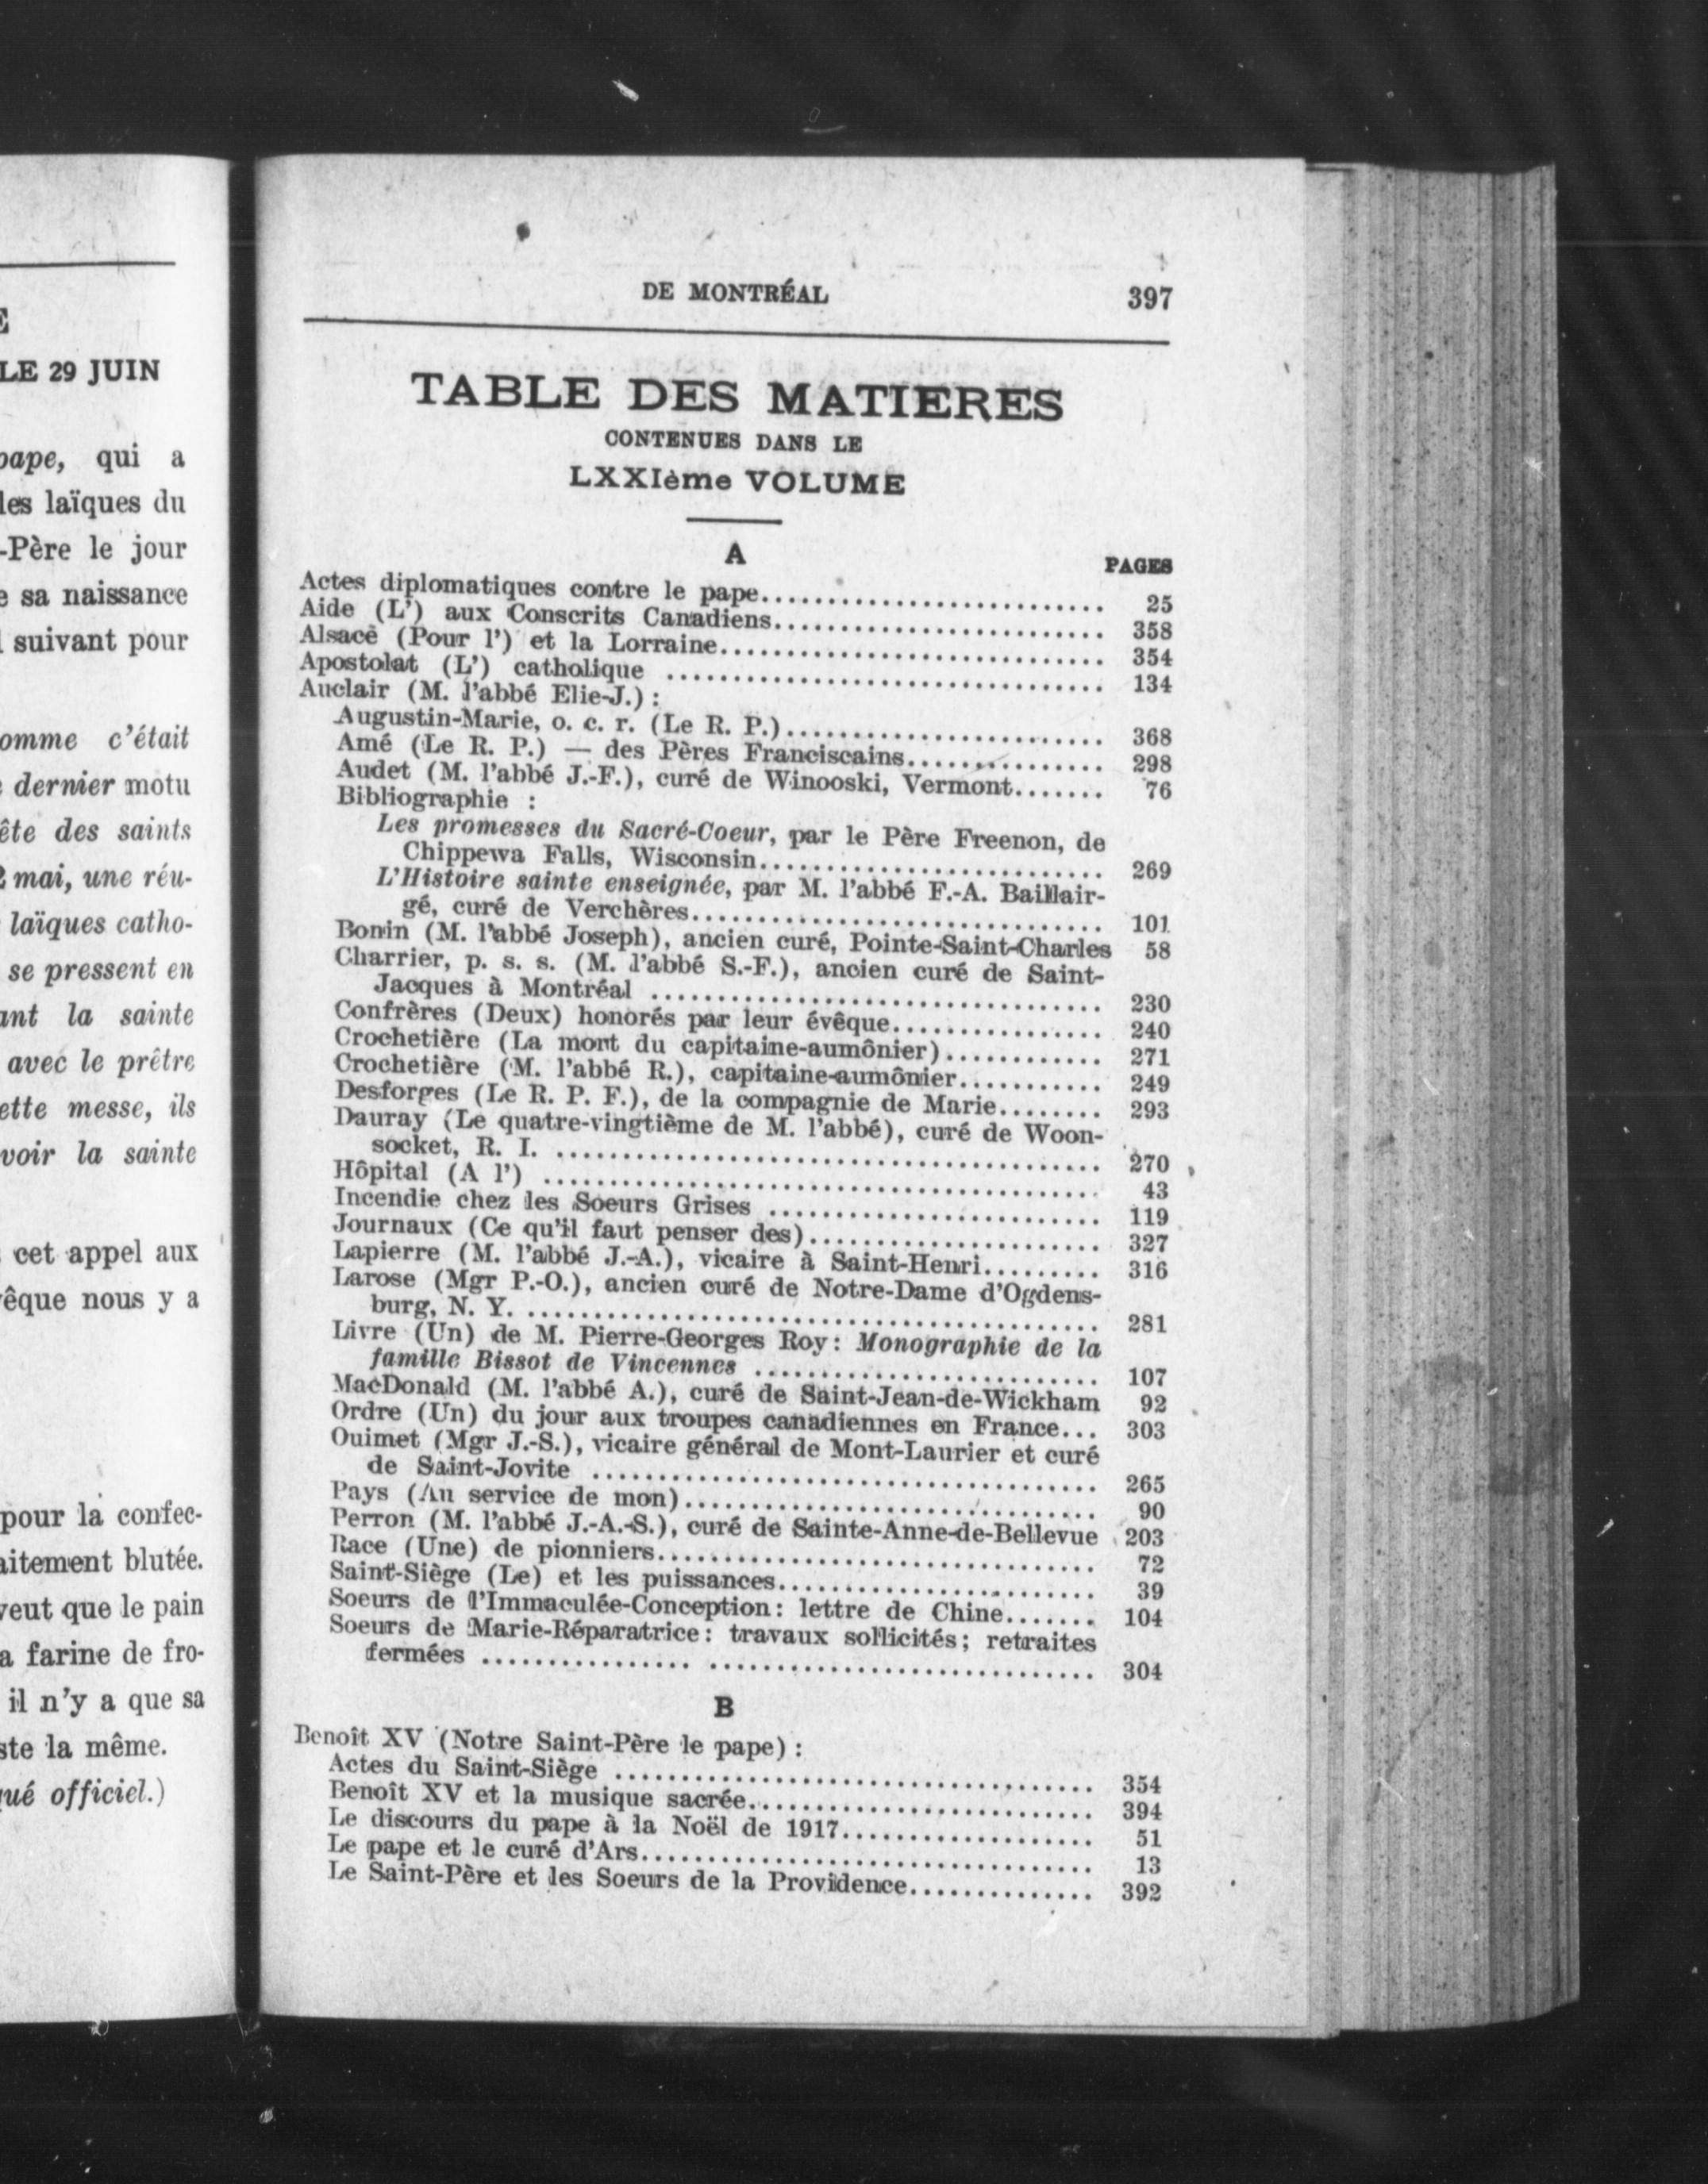 LE 29 JUIN
pape, qui a
les laïques du
-Père le jour
e sa naissance
suivant pour
omme c'était
dernier motu
ête des saints
2 mai, une réu-
laïques catho-
se pressent en
ant la sainte
avec le prêtre
ette messe, ils
voir la sainte
cet appel aux
êque nous y a
pour la confec-
aitement blutée.
veut que le pain
a farine de fro-
il n'y a que sa
ste la même.
qué officiel.)
DE MONTRÉAL 397
TABLE DES MATIERES
CONTENUES DANS LE
LXXIème VOLUME
A
PAGES
Actes diplomatiques contre le pape.......................... 25
Aide (L') aux Conscrits Canadiens......................... 358
Alsace (Pour l') et la Lorraine............................. 354
Apostolat (L') catholique ................................. 134
Auclair (M. l'abbé Elie-J.) :
Augustin-Marie, o. c. r. (Le R. P.)........................ 368
Amé (Le R. P.) — des Pères Franciscains............... 298
Audet (M. l'abbé J.-F.), curé de Winooski, Vermont....... 76
Bibliographie :
Les promesses du Sacré-Coeur, par le Père Freenon, de
Chippewa Falls, Wisconsin.......................... 269
L'Histoire sainte enseignée, par M. l'abbé F.-A. Baillair-
gé, curé de Verchères............................... 101
Bonin (M. l'abbé Joseph), ancien curé, Pointe-Saint-Charles 58
Charrier, p. s. s. (M. l'abbé S.-F.), ancien curé de Saint-
Jacques à Montréal .................................. 230
Confrères (Deux) honorés par leur évêque................ 240
Crochetière (La mort du capitaine-aumônier)............ 271
Crochetière (M. l'abbé R.), capitaine-aumônier........... 249
Desforges (Le R. P. F.), de la compagnie de Marie........ 293
Dauray (Le quatre-vingtième de M. l'abbé), curé de Woon-
socket, R. I. ......................................... 270
Hôpital (A l') .......................................... 43
Incendie chez les Soeurs Grises ......................... 119
Journaux (Ce qu'il faut penser des)...................... 327
Lapierre (M. l'abbé J.-A.), vicaire à Saint-Henri......... 316
Larose (Mgr P.-O.), ancien curé de Notre-Dame d'Ogdens-
burg, N. Y. ........................................... 281
Livre (Un) de M. Pierre-Georges Roy: Monographie de la
famille Bissot de Vincennes .......................... 107
MacDonald (M. l'abbé A.), curé de Saint-Jean-de-Wickham 92
Ordre (Un) du jour aux troupes canadiennes en France... 303
Ouimet (Mgr J.-S.), vicaire général de Mont-Laurier et curé
de Saint-Jovite ...................................... 265
Pays (Au service de mon)............................... 90
Perron (M. l'abbé J.-A.-S.), curé de Sainte-Anne-de-Bellevue 203
Race (Une) de pionniers................................. 72
Saint-Siège (Le) et les puissances........................ 39
Soeurs de l'Immaculée-Conception: lettre de Chine....... 104
Soeurs de Marie-Réparatrice: travaux sollicités; retraites
fermées ................ ............................. 304
B
Benoît XV (Notre Saint-Père le pape) :
Actes du Saint-Siège .................................... 354
Benoît XV et la musique sacrée.......................... 394
Le discours du pape à la Noël de 1917................... 51
Le pape et le curé d'Ars.................................. 13
Le Saint-Père et les Soeurs de la Providence.............. 392